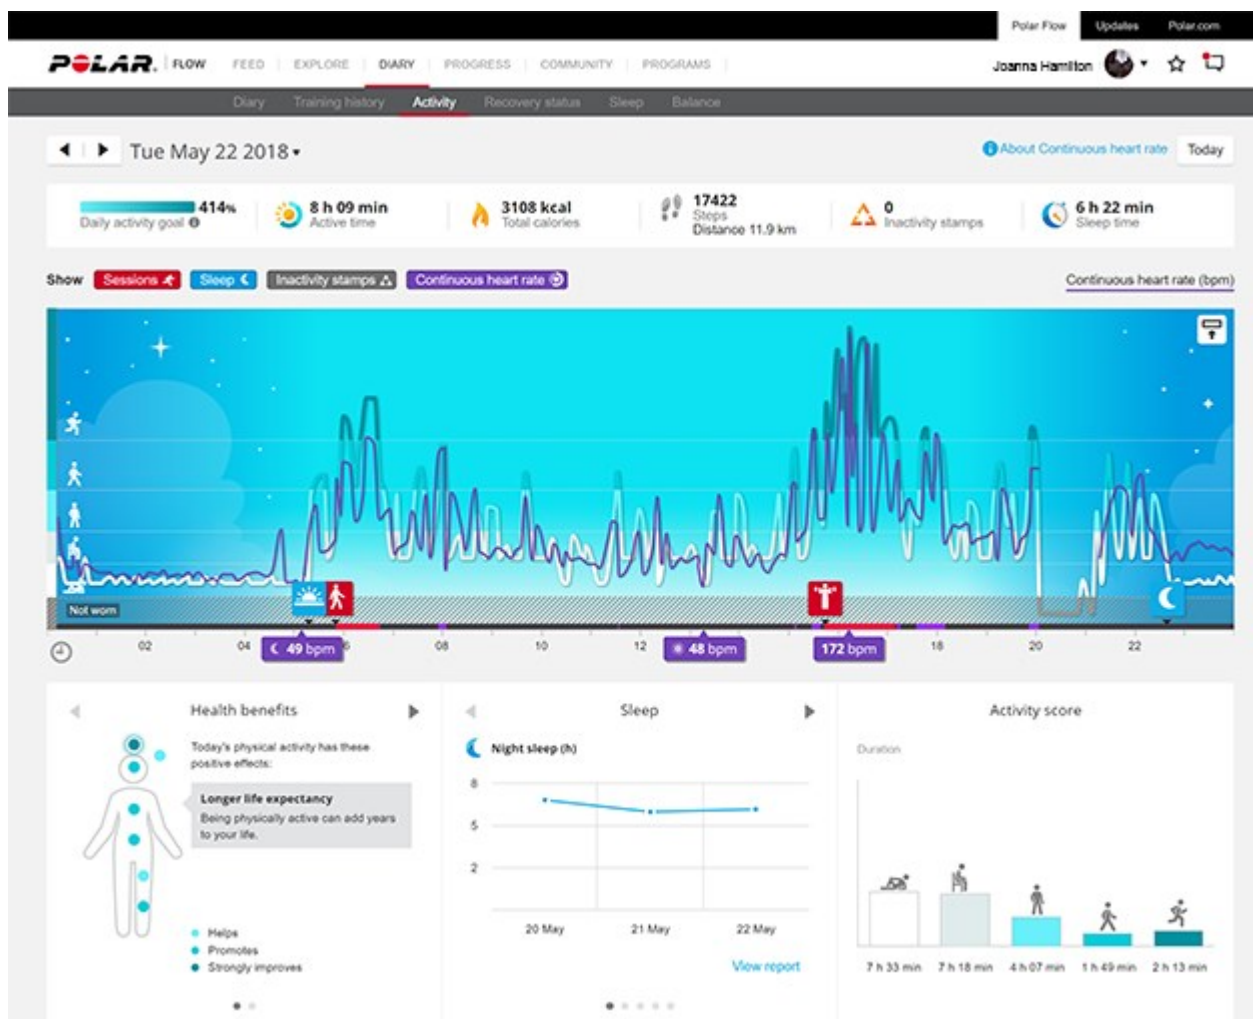 Polar Flow Updates Polar.com
POLAR. FLOW FEED EXPLORE DIARY PROGRESS COMMUNITY PROGRAMS Joanna Hamilton
Diary Training history Activity Recovery status Sleep Balance
Tue May 22 2018 About Continuous heart rate Today
414%
Daily activity goal
8 h 09 min
Active time
3108 kcal
Total calories
17422
Steps
Distance 11.9 km
0
Inactivity stamps
6 h 22 min
Sleep time
Show Sessions Sleep Inactivity stamps Continuous heart rate Continuous heart rate (bpm)
Not worn
02 04 6 08 10 12 18 20 22
49 bpm 48 bpm 172 bpm
Health benefits
Today's physical activity has these
positive effects:
Longer life expectancy
Being physically active can add years
to your life.
Helps
Promotes
Strongly improves
Sleep
Night sleep (h)
8
5
2
20 May 21 May 22 May
View report
Activity score
Duration
7 h 33 min 7 h 18 min 4 h 07 min 1 h 49 min 2 h 13 min